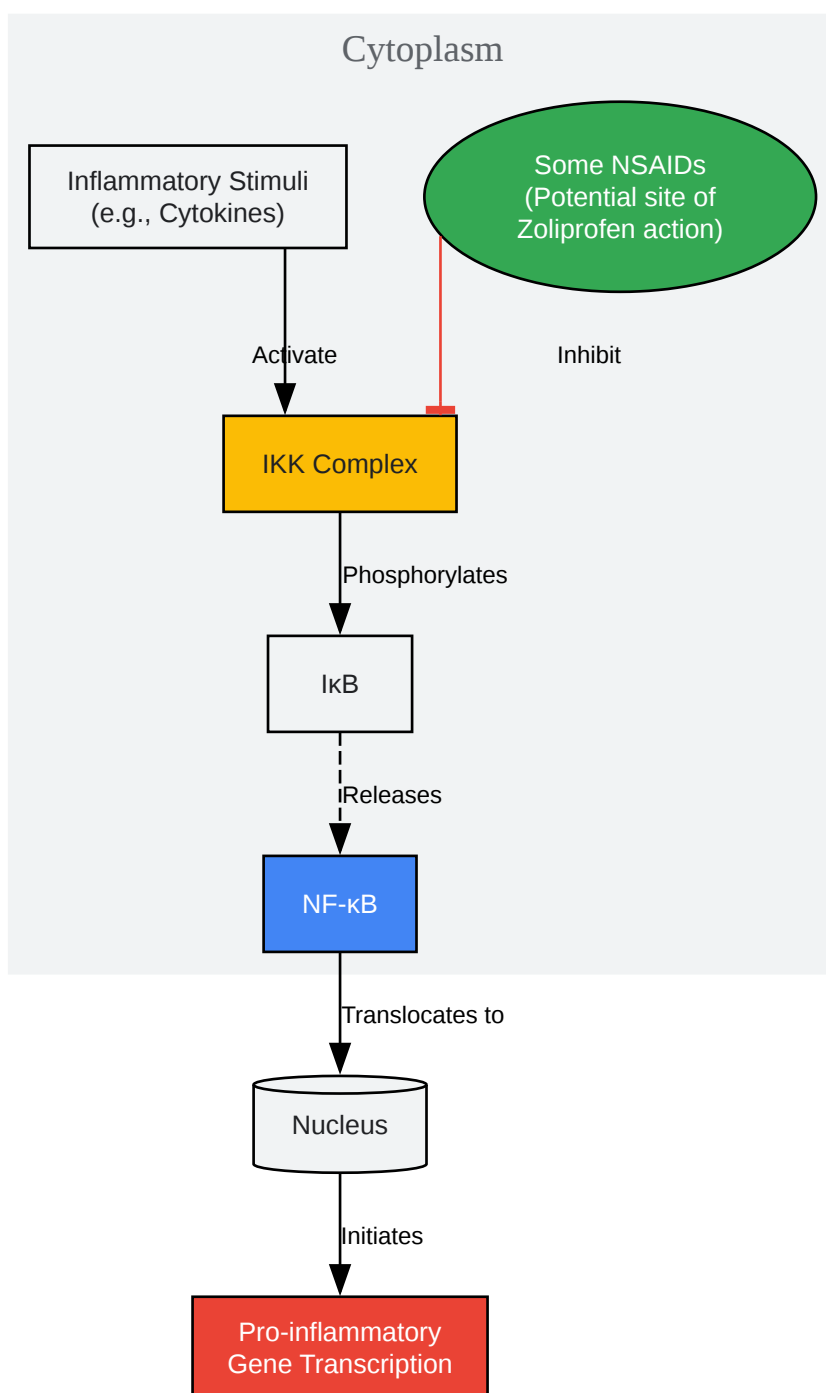 Cytoplasm
Inflammatory Stimuli
(e.g., Cytokines)
Some NSAIDs
(Potential site of
Zoliprofen action)
Activate
Inhibit
IKK Complex
Phosphorylates
IκB
Releases
NF-κB
Translocates to
Nucleus
Initiates
Pro-inflammatory
Gene Transcription